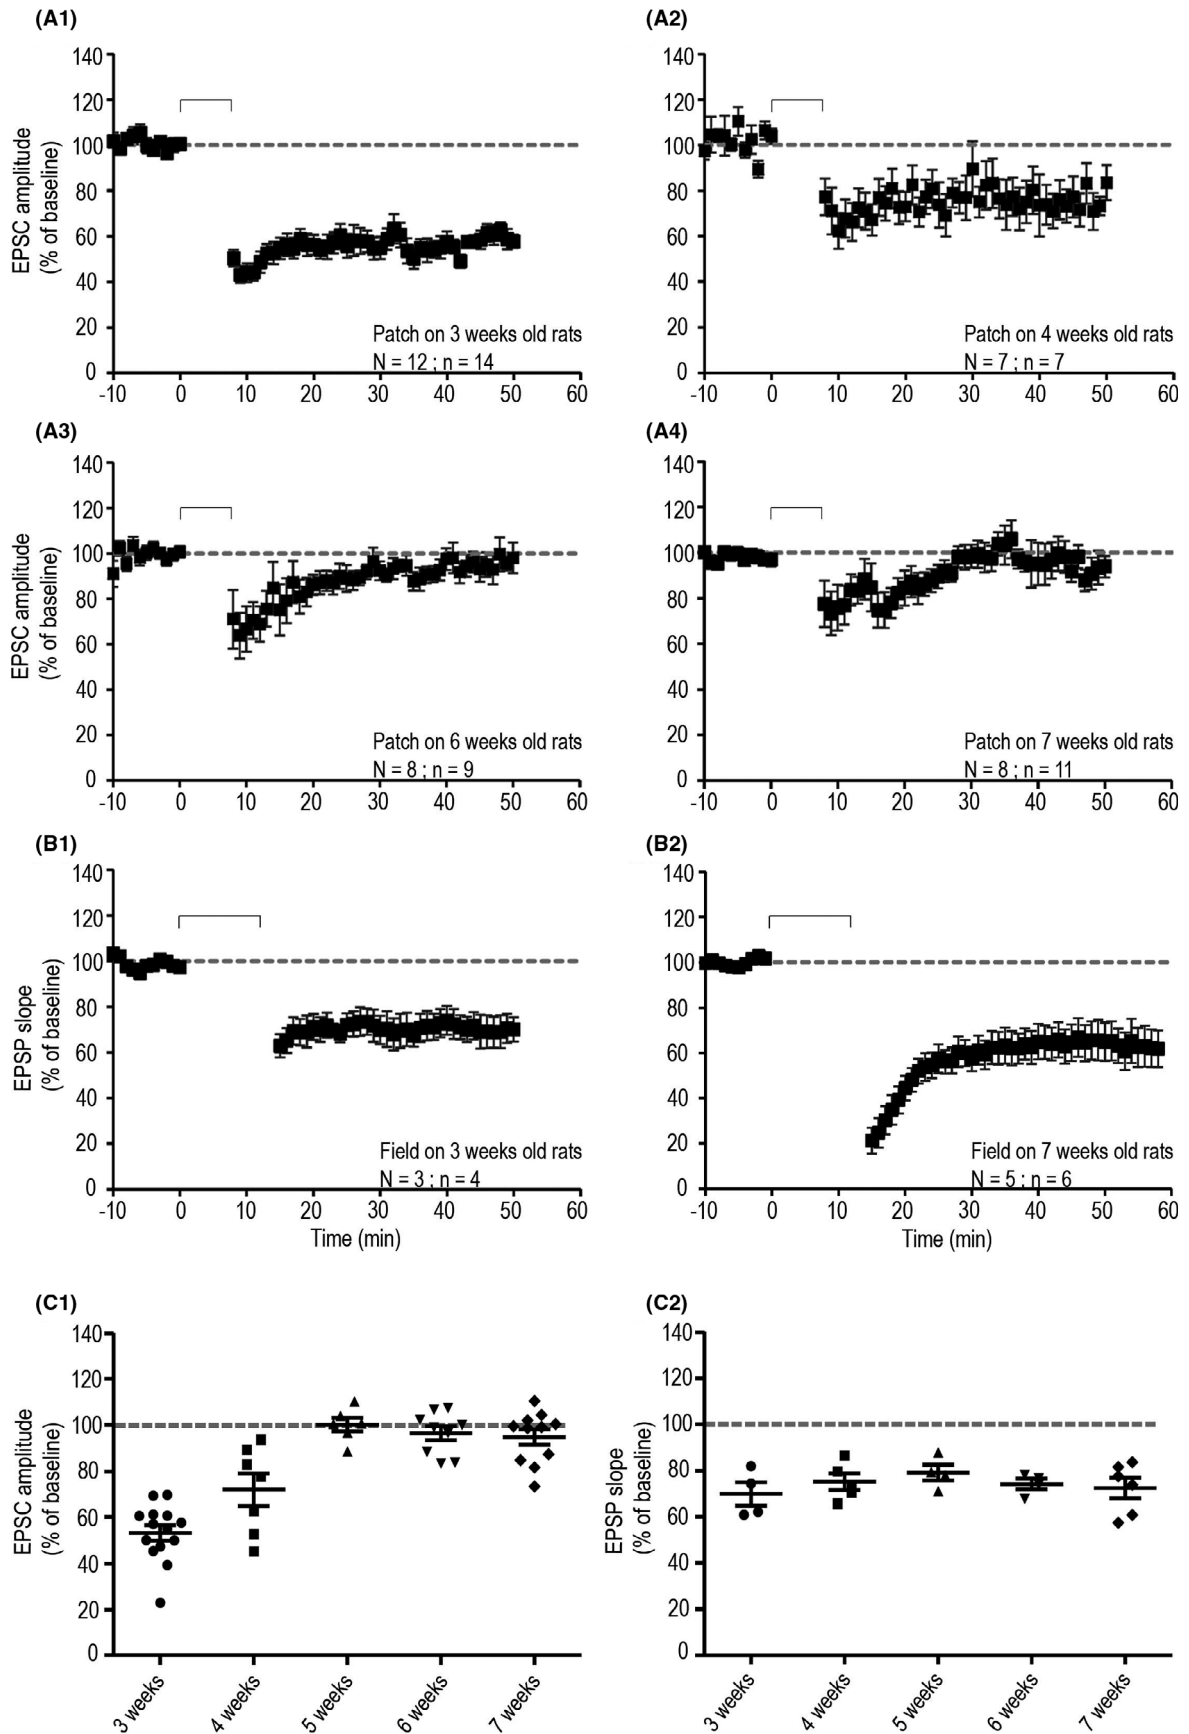 (A1)
140
120
100
80
60
40
20
0
EPSC amplitude
(% of baseline)
Patch on 3 weeks old rats
N = 12 ; n = 14
-10 0 10 20 30 40 50 60
(A2)
140
120
100
80
60
40
20
0
Patch on 4 weeks old rats
N = 7 ; n = 7
-10 0 10 20 30 40 50 60
(A3)
140
120
100
80
60
40
20
0
EPSC amplitude
(% of baseline)
Patch on 6 weeks old rats
N = 8 ; n = 9
-10 0 10 20 30 40 50 60
(A4)
140
120
100
80
60
40
20
0
Patch on 7 weeks old rats
N = 8 ; n = 11
-10 0 10 20 30 40 50 60
(B1)
140
120
100
80
60
40
20
0
EPSP slope
(% of baseline)
Field on 3 weeks old rats
N = 3 ; n = 4
-10 0 10 20 30 40 50 60
Time (min)
(B2)
140
120
100
80
60
40
20
0
Field on 7 weeks old rats
N = 5 ; n = 6
-10 0 10 20 30 40 50 60
Time (min)
(C1)
140
120
100
80
60
40
20
0
EPSC amplitude
(% of baseline)
3 weeks
4 weeks
5 weeks
6 weeks
7 weeks
(C2)
140
120
100
80
60
40
20
0
EPSP slope
(% of baseline)
3 weeks
4 weeks
5 weeks
6 weeks
7 weeks